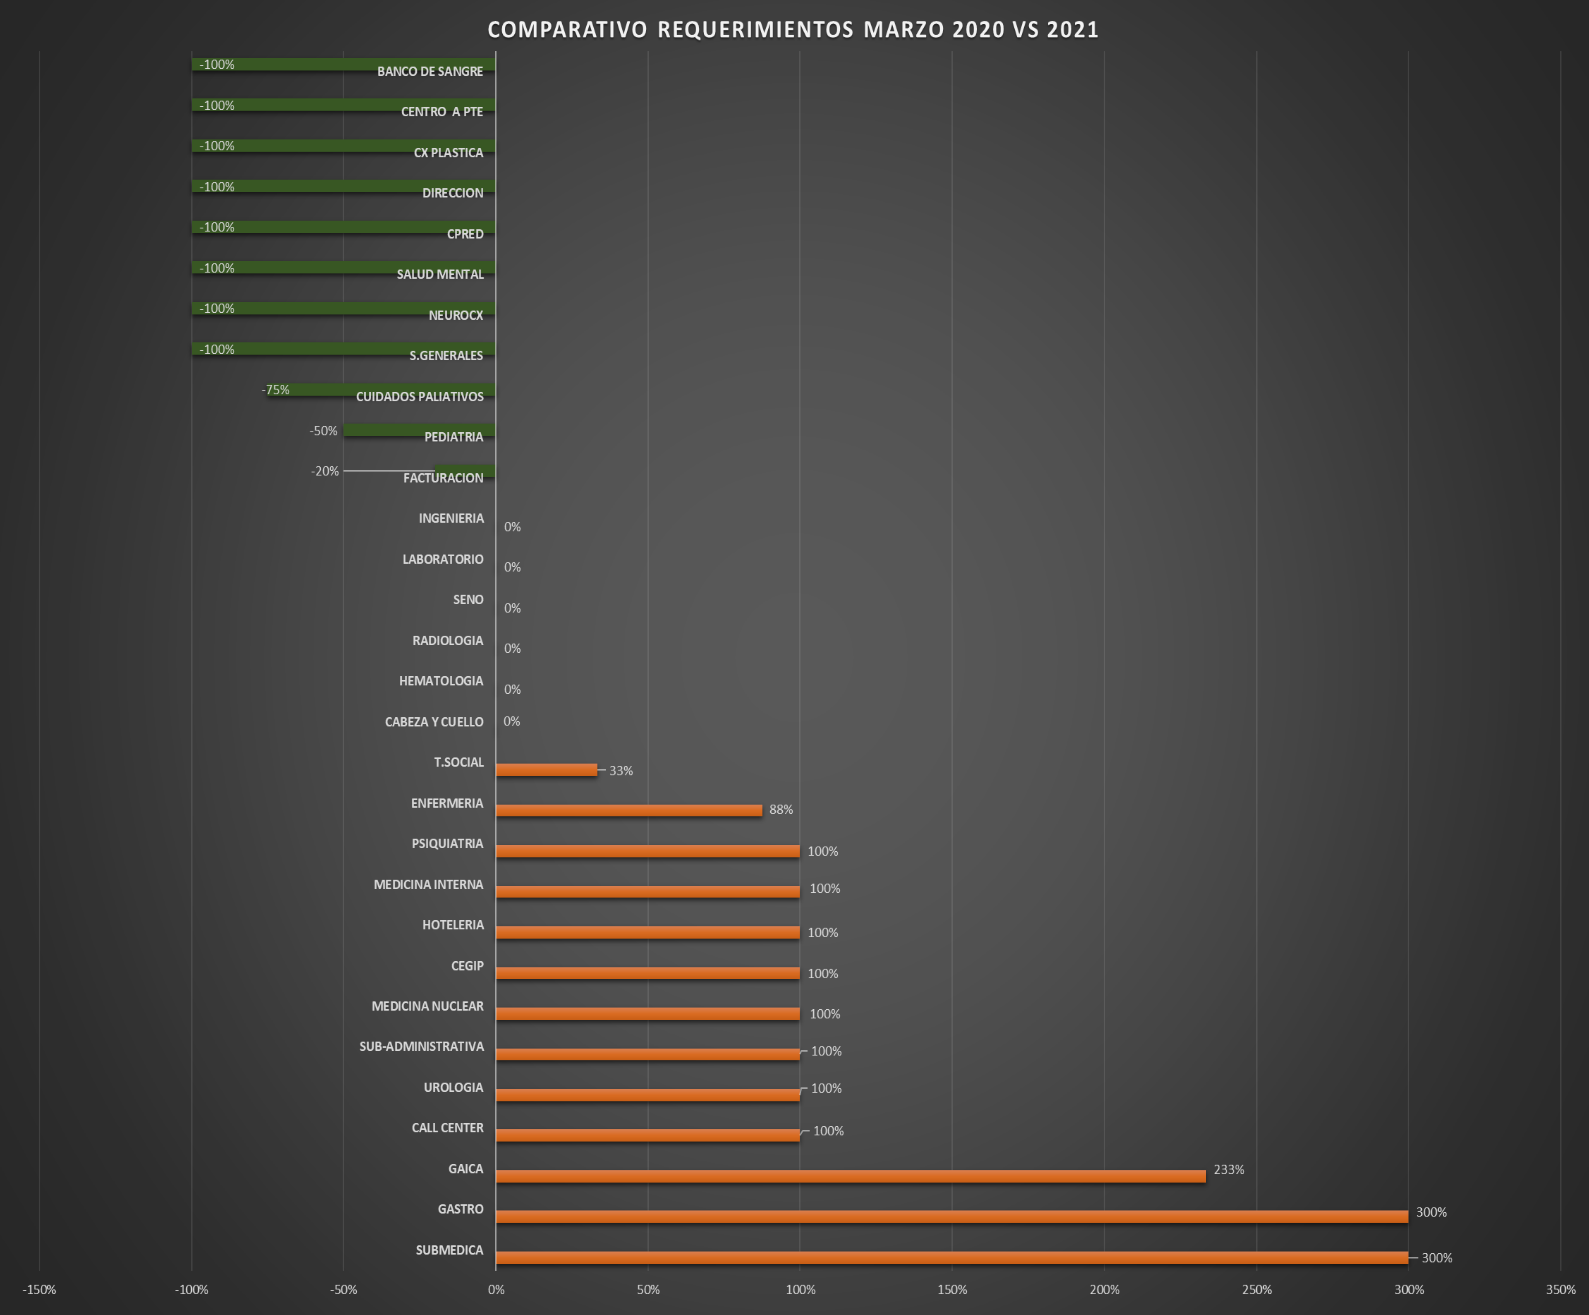 COMPARATIVO REQUERIMIENTOS MARZO 2020 VS 2021
-100% BANCO DE SANGRE
-100% CENTRO A PTE
-100% CX PLASTICA
-100% DIRECCION
-100% CPRED
-100% SALUD MENTAL
-100% NEUROCX
-100% S.GENERALES
-75% CUIDADOS PALIATIVOS
-50% PEDIATRIA
-20% FACTURACION
INGENIERIA 0%
LABORATORIO 0%
SENO 0%
RADIOLOGIA 0%
HEMATOLOGIA 0%
CABEZA Y CUELLO 0%
T.SOCIAL 33%
ENFERMERIA 88%
PSIQUIATRIA 100%
MEDICINA INTERNA 100%
HOTELERIA 100%
CEGIP 100%
MEDICINA NUCLEAR 100%
SUB-ADMINISTRATIVA 100%
UROLOGIA 100%
CALL CENTER 100%
GAICA 233%
GASTRO 300%
SUBMEDICA 300%
-150% -100% -50% 0% 50% 100% 150% 200% 250% 300% 350%